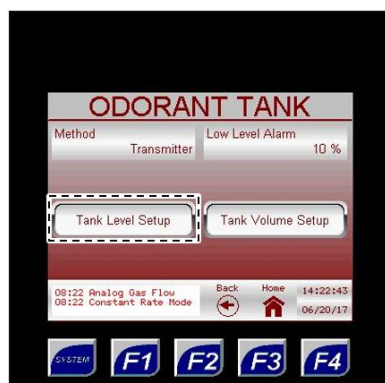 ODORANT TANK
Method
Transmitter
Low Level Alarm
10 %
Tank Level Setup
Tank Volume Setup
08:22 Analog Gas Flow
08:22 Constant Rate Mode
Back
Home
14:22:43
06/20/17
SYSTEM
F1
F2
F3
F4